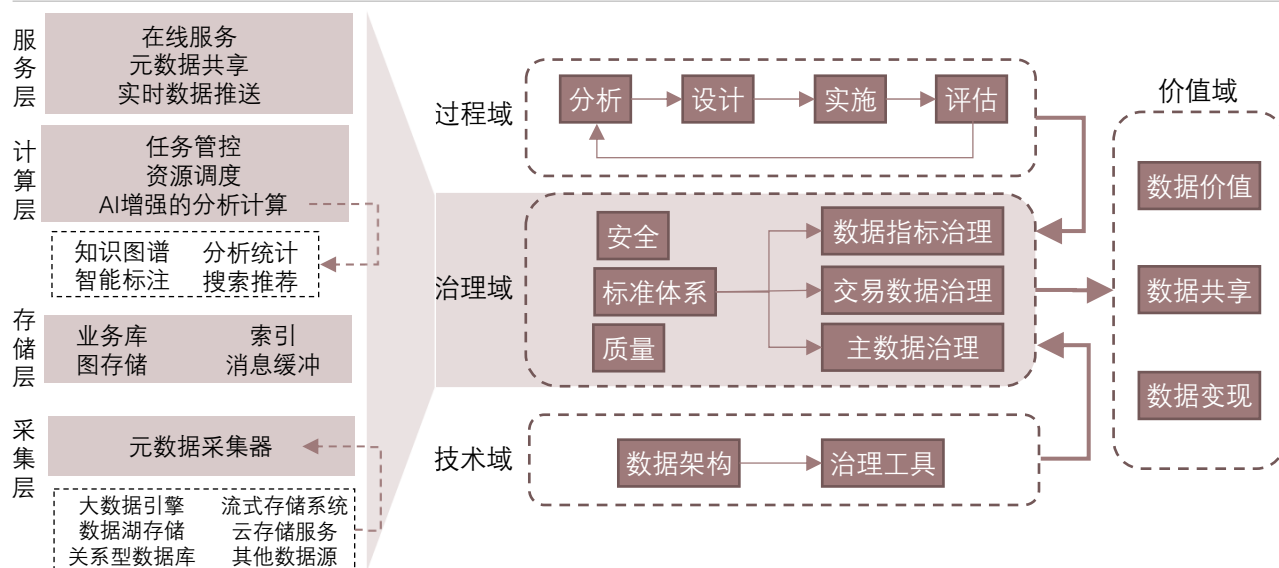 服务层
在线服务
元数据共享
实时数据推送
计算层
任务管控
资源调度
AI增强的分析计算
知识图谱 分析统计
智能标注 搜索推荐
存储层
业务库 索引
图存储 消息缓冲
采集层
元数据采集器
大数据引擎 流式存储系统
数据湖存储 云存储服务
关系型数据库 其他数据源
过程域
分析 设计 实施 评估
治理域
安全
标准体系
质量
数据指标治理
交易数据治理
主数据治理
技术域
数据架构 治理工具
价值域
数据价值
数据共享
数据变现